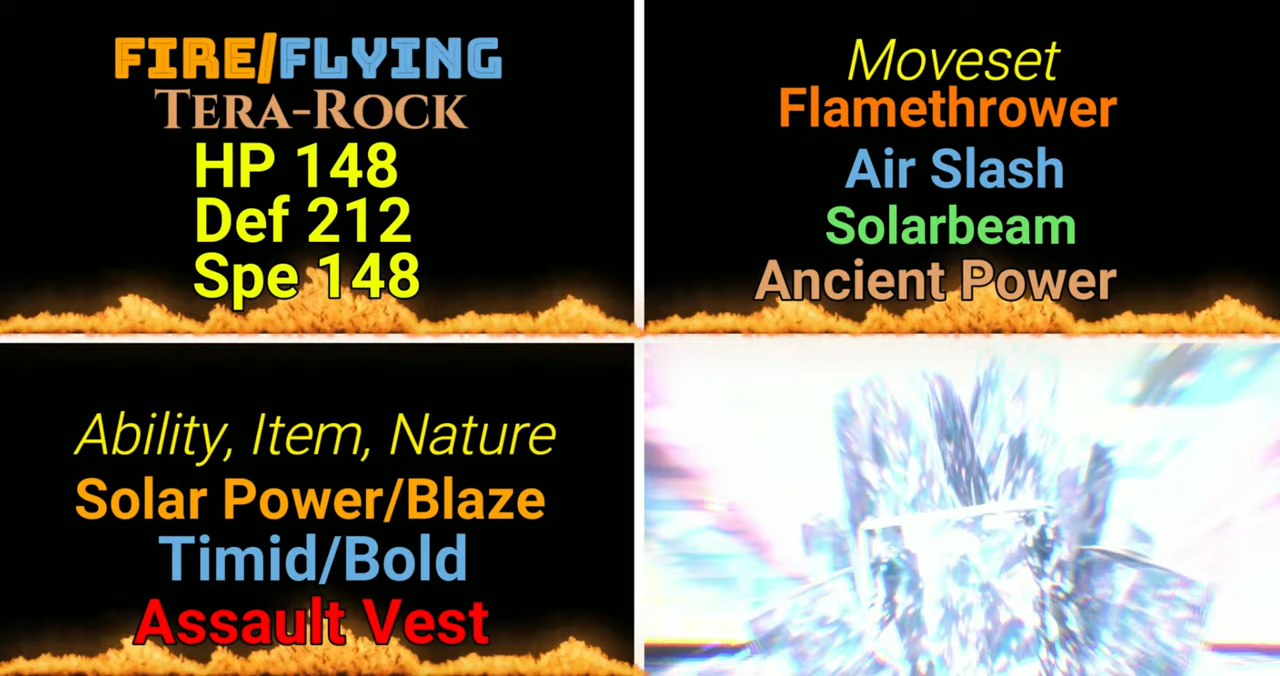 FIRE/FLYING
TERA-ROCK
HP 148
Def 212
Spe 148
Moveset
Flamethrower
Air Slash
Solarbeam
Ancient Power
Ability, Item, Nature
Solar Power/Blaze
Timid/Bold
Assault Vest